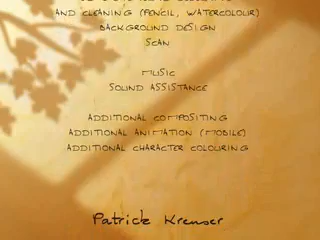 AND CLEANING (PENCIL, WATERCOLOUR)
BACKGROUND DESIGN
SCAN
MUSIC
SOUND ASSISTANCE
ADDITIONAL COMPOSITING
ADDITIONAL ANIMATION (MOBILE)
ADDITIONAL CHARACTER COLOURING
Patrick Kreuser